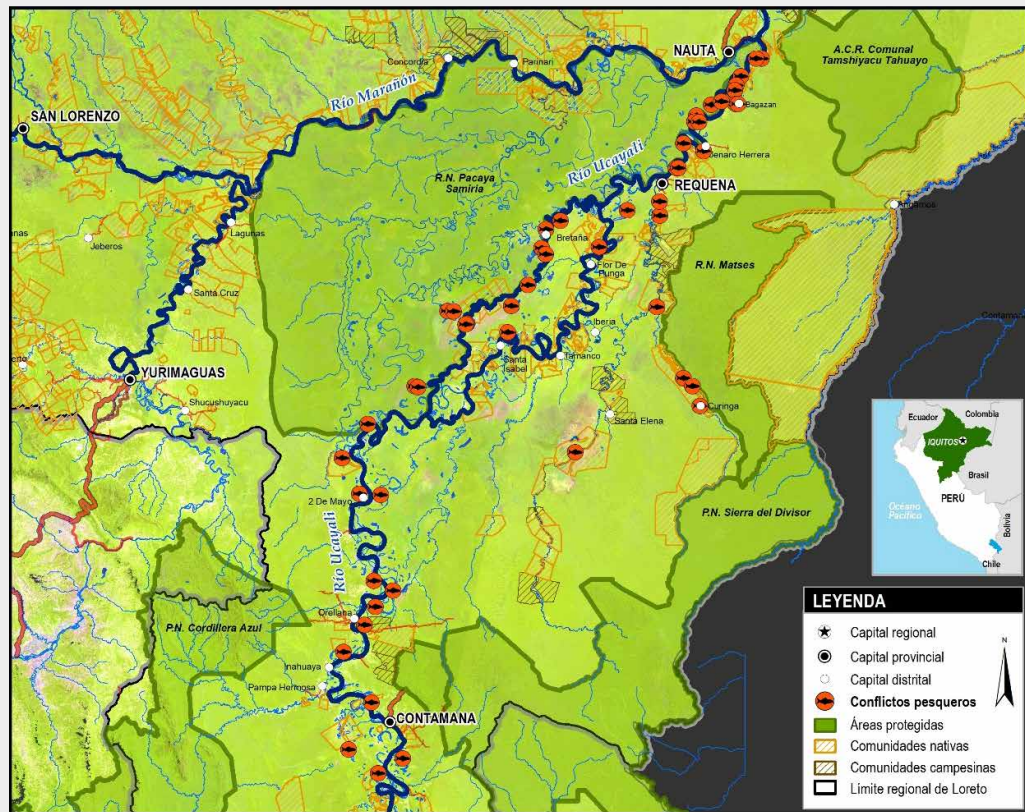 NAUTA
A.C.R. Comunal
Tamshiyacu Tahuayo
Concordia
Parinari
Río Marañón
Bagazan
SAN LORENZO
Jenaro Herrera
Río Ucayali
R.N. Pacaya
Samiria
REQUENA
Angamos
Lagunas
Bretaña
Jeberos
Flor De
Punga
R.N. Matses
Santa Cruz
Iberia
Santa
Isabel
Tamanco
YURIMAGUAS
Shucushuyacu
Curinga
Santa Elena
2 De Mayo
P.N. Sierra del Divisor
Río Ucayali
Orellana
P.N. Cordillera Azul
Inahuaya
Pampa Hermosa
CONTAMANA
Ecuador
Colombia
IQUITOS
Brasil
PERÚ
Océano
Pacífico
Bolivia
Chile
LEYENDA
Capital regional
N
Capital provincial
Capital distrital
Conflictos pesqueros
Áreas protegidas
Comunidades nativas
Comunidades campesinas
Limite regional de Loreto